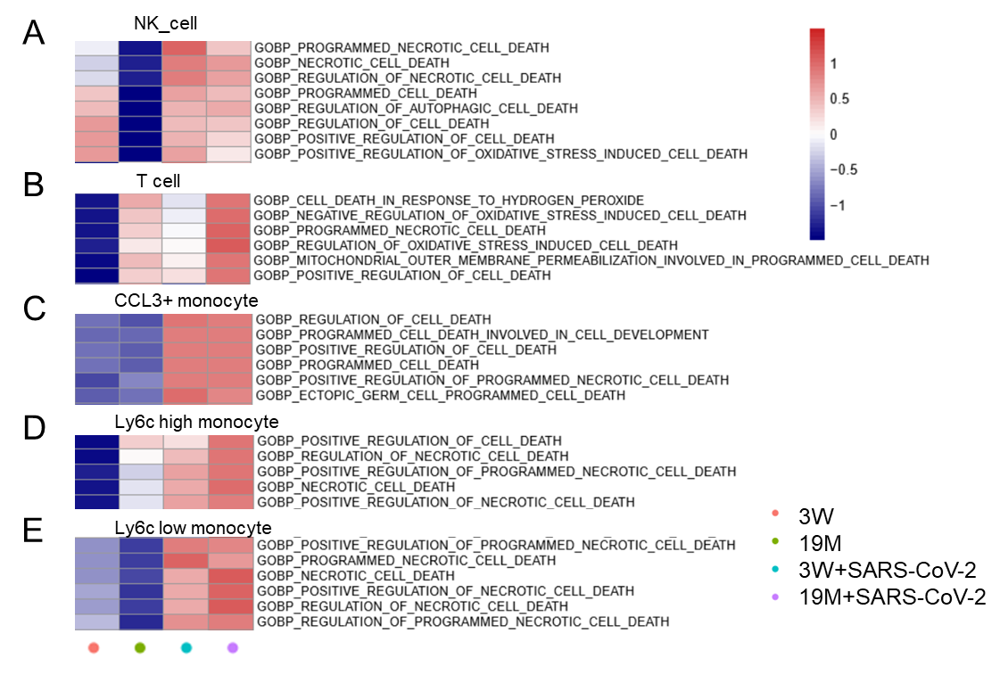 A
NK_cell
GOBP_PROGRAMMED_NECROTIC_CELL_DEATH
GOBP_NECROTIC_CELL_DEATH
GOBP_REGULATION_OF_NECROTIC_CELL_DEATH
GOBP_PROGRAMMED_CELL_DEATH
GOBP_REGULATION_OF_AUTOPHAGIC_CELL_DEATH
GOBP_REGULATION_OF_CELL_DEATH
GOBP_POSITIVE_REGULATION_OF_CELL_DEATH
GOBP_POSITIVE_REGULATION_OF_OXIDATIVE_STRESS_INDUCED_CELL_DEATH
1
0.5
0
−0.5
−1
B
T cell
GOBP_CELL_DEATH_IN_RESPONSE_TO_HYDROGEN_PEROXIDE
GOBP_NEGATIVE_REGULATION_OF_OXIDATIVE_STRESS_INDUCED_CELL_DEATH
GOBP_PROGRAMMED_NECROTIC_CELL_DEATH
GOBP_REGULATION_OF_OXIDATIVE_STRESS_INDUCED_CELL_DEATH
GOBP_MITOCHONDRIAL_OUTER_MEMBRANE_PERMEABILIZATION_INVOLVED_IN_PROGRAMMED_CELL_DEATH
GOBP_POSITIVE_REGULATION_OF_CELL_DEATH
C
CCL3+ monocyte
GOBP_REGULATION_OF_CELL_DEATH
GOBP_PROGRAMMED_CELL_DEATH_INVOLVED_IN_CELL_DEVELOPMENT
GOBP_POSITIVE_REGULATION_OF_CELL_DEATH
GOBP_PROGRAMMED_CELL_DEATH
GOBP_POSITIVE_REGULATION_OF_PROGRAMMED_NECROTIC_CELL_DEATH
GOBP_ECTOPIC_GERM_CELL_PROGRAMMED_CELL_DEATH
D
Ly6c high monocyte
GOBP_POSITIVE_REGULATION_OF_CELL_DEATH
GOBP_REGULATION_OF_NECROTIC_CELL_DEATH
GOBP_POSITIVE_REGULATION_OF_PROGRAMMED_NECROTIC_CELL_DEATH
GOBP_NECROTIC_CELL_DEATH
GOBP_POSITIVE_REGULATION_OF_NECROTIC_CELL_DEATH
E
Ly6c low monocyte
GOBP_POSITIVE_REGULATION_OF_PROGRAMMED_NECROTIC_CELL_DEATH
GOBP_PROGRAMMED_NECROTIC_CELL_DEATH
GOBP_NECROTIC_CELL_DEATH
GOBP_POSITIVE_REGULATION_OF_NECROTIC_CELL_DEATH
GOBP_REGULATION_OF_NECROTIC_CELL_DEATH
GOBP_REGULATION_OF_PROGRAMMED_NECROTIC_CELL_DEATH
3W
19M
3W+SARS-CoV-2
19M+SARS-CoV-2